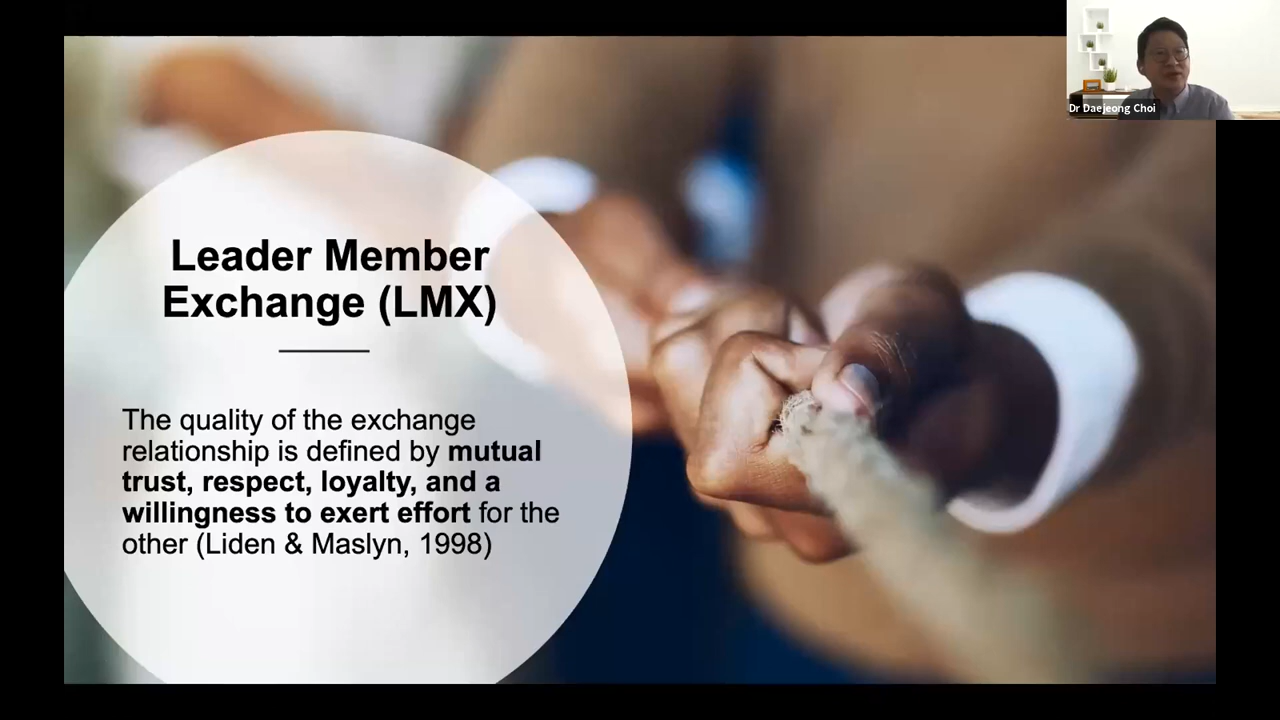 Dr Daejeong Choi
Leader Member
Exchange (LMX)
The quality of the exchange
relationship is defined by mutual
trust, respect, loyalty, and a
willingness to exert effort for the
other (Liden & Maslyn, 1998)